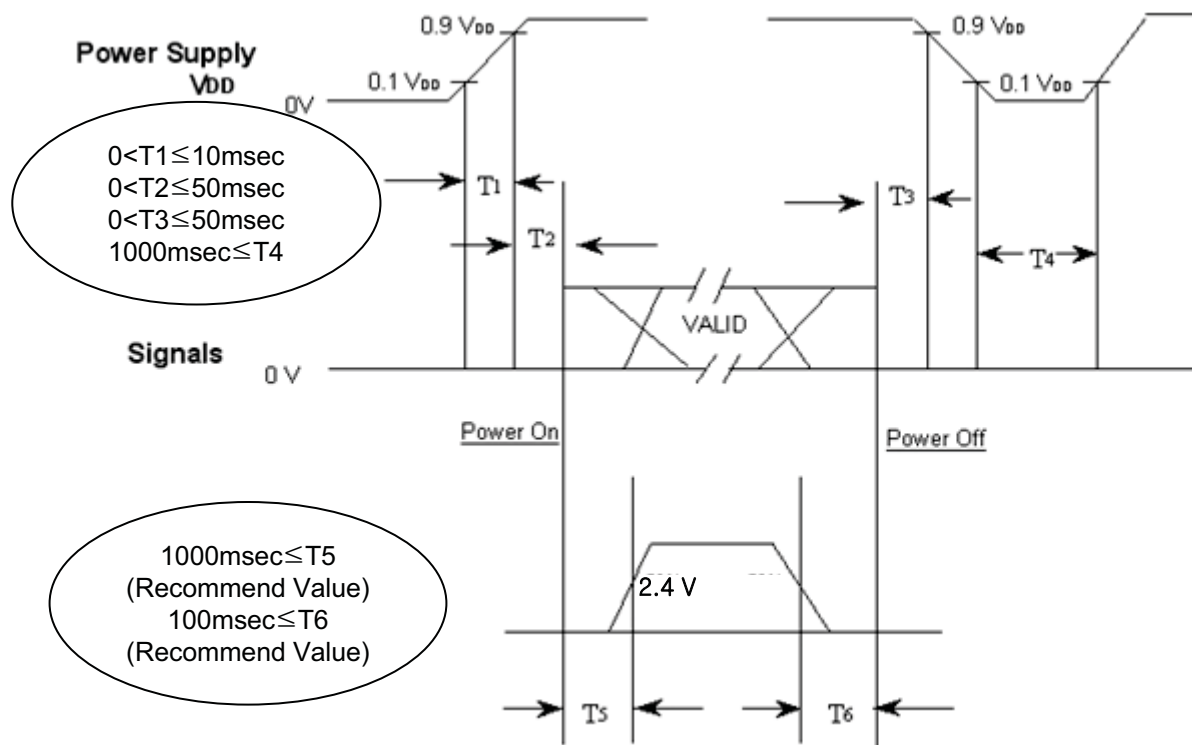 0.9 VDD
0.9 VDD
Power Supply
VDD
0.1 VDD
0.1 VDD
0V
0<T1≦10msec
0<T2≦50msec
0<T3≦50msec
1000msec≦T4
T1
T3
T2
T4
VALID
Signals
0 V
Power On
Power Off
1000msec≦T5
(Recommend Value)
100msec≦T6
(Recommend Value)
2.4 V
T5
T6